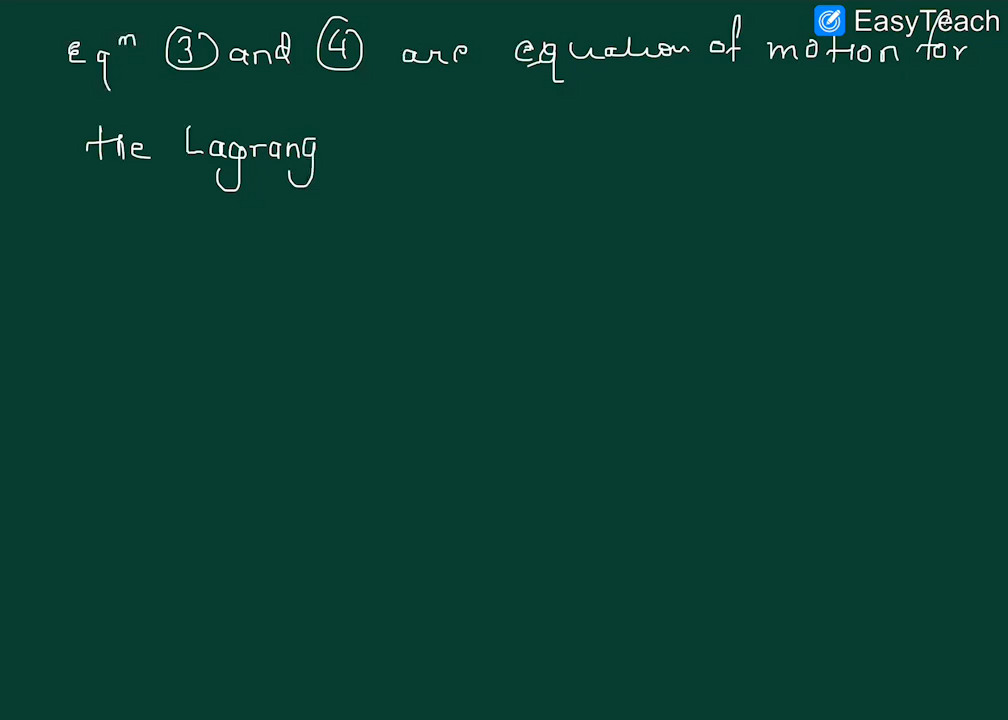 EasyTeach
Eqⁿ ③ and ④ are equation of motion for
the Lagrang